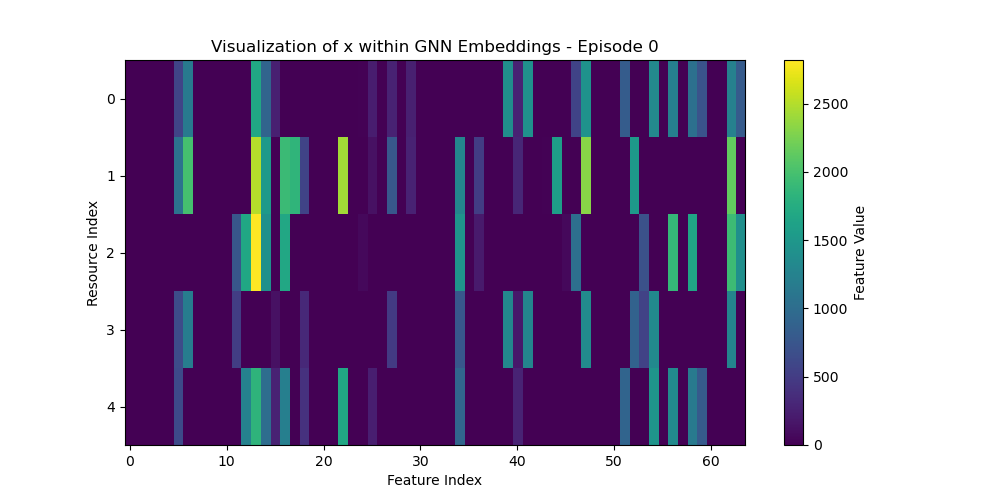 Visualization of x within GNN Embeddings - Episode 0
Resource Index
0
1
2
3
4
0 10 20 30 40 50 60
Feature Index
2500
2000
1500
1000
500
0
Feature Value